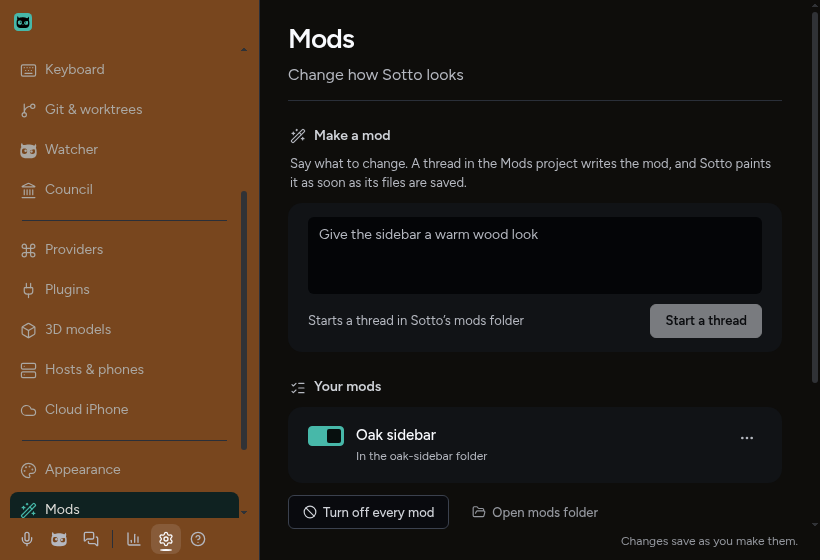 Keyboard
Git & worktrees
Watcher
Council
Providers
Plugins
3D models
Hosts & phones
Cloud iPhone
Appearance
Mods
Mods
Change how Sotto looks
Make a mod
Say what to change. A thread in the Mods project writes the mod, and Sotto paints
it as soon as its files are saved.
Give the sidebar a warm wood look
Starts a thread in Sotto's mods folder
Start a thread
Your mods
Oak sidebar
In the oak-sidebar folder
Turn off every mod
Open mods folder
Changes save as you make them.